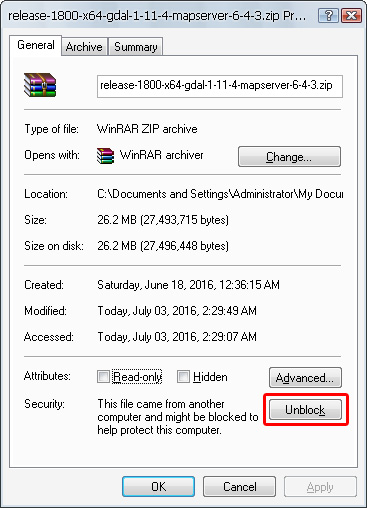 release-1800-x64-gdal-1-11-4-mapserver-6-4-3.zip Pr...
General Archive Summary
release-1800-x64-gdal-1-11-4-mapserver-6-4-3.zip
Type of file: WinRAR ZIP archive
Opens with: WinRAR archiver Change...
Location: C:\Documents and Settings\Administrator\My Docu
Size: 26.2 MB (27,493,715 bytes)
Size on disk: 26.2 MB (27,496,448 bytes)
Created: Saturday, June 18, 2016, 12:36:15 AM
Modified: Today, July 03, 2016, 2:29:49 AM
Accessed: Today, July 03, 2016, 2:29:07 AM
Attributes: Read-only Hidden Advanced...
Security: This file came from another
computer and might be blocked to
help protect this computer.
Unblock
OK Cancel Apply